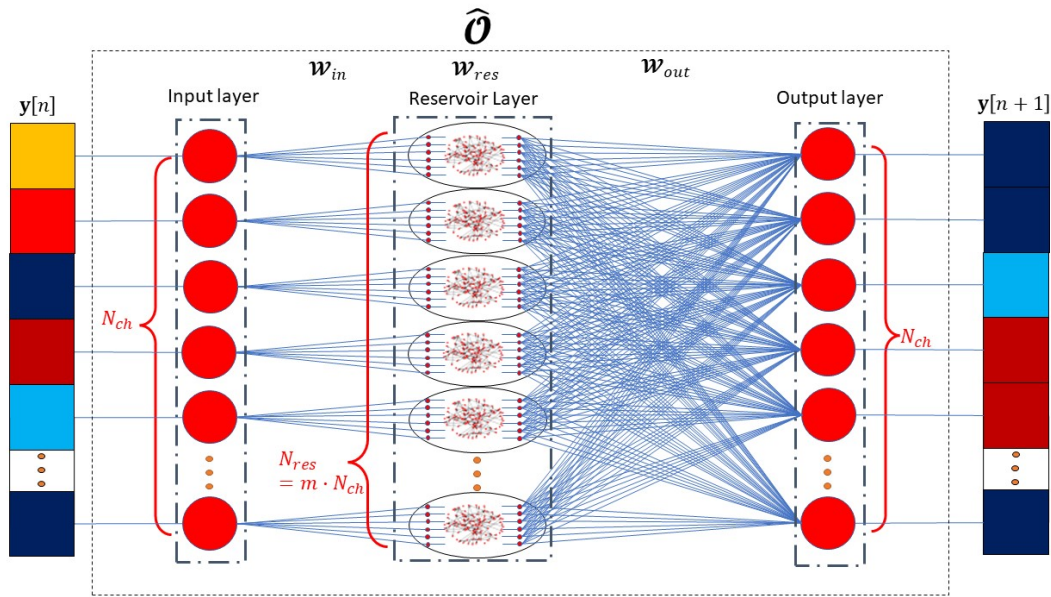 𝓞̂
𝔀_in 𝔀_res 𝔀_out
Input layer Reservoir Layer Output layer
y[n] y[n + 1]
N_ch N_ch
N_res
= m · N_ch